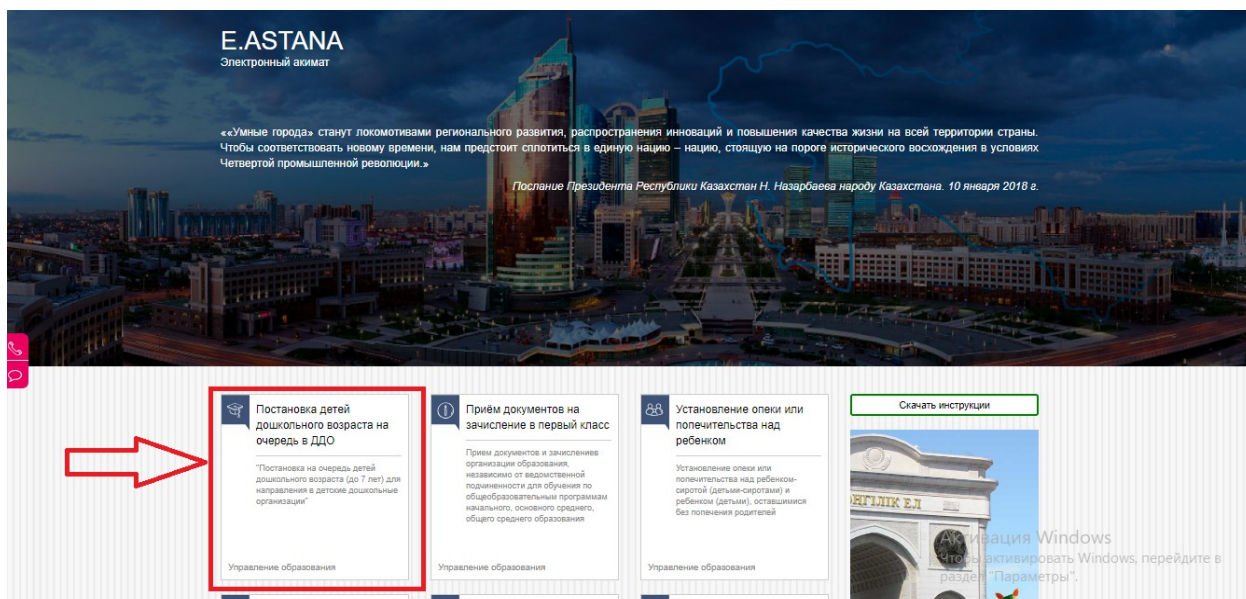 E.ASTANA
Электронный акимат
««Умные города» станут локомотивами регионального развития, распространения инноваций и повышения качества жизни на всей территории страны.
Чтобы соответствовать новому времени, нам предстоит сплотиться в единую нацию – нацию, стоящую на пороге исторического восхождения в условиях
Четвертой промышленной революции.»
Послание Президента Республики Казахстан Н. Назарбаева народу Казахстана. 10 января 2018 г.
Постановка детей
дошкольного возраста на
очередь в ДДО
"Постановка на очередь детей
дошкольного возраста (до 7 лет) для
направления в детские дошкольные
организации"
Управление образования
Приём документов на
зачисление в первый класс
Прием документов и зачислениев
организации образования,
независимо от ведомственной
подчиненности для обучения по
общеобразовательным программам
начального, основного среднего,
общего среднего образования
Управление образования
Установление опеки или
попечительства над
ребенком
Установление опеки или
попечительства над ребенком-
сиротой (детьми-сиротами) и
ребенком (детьми), оставшимися
без попечения родителей
Управление образования
Скачать инструкции
ЭҢГІЛІК ЕЛ
Активация Windows
Чтобы активировать Windows, перейдите в
раздел "Параметры".